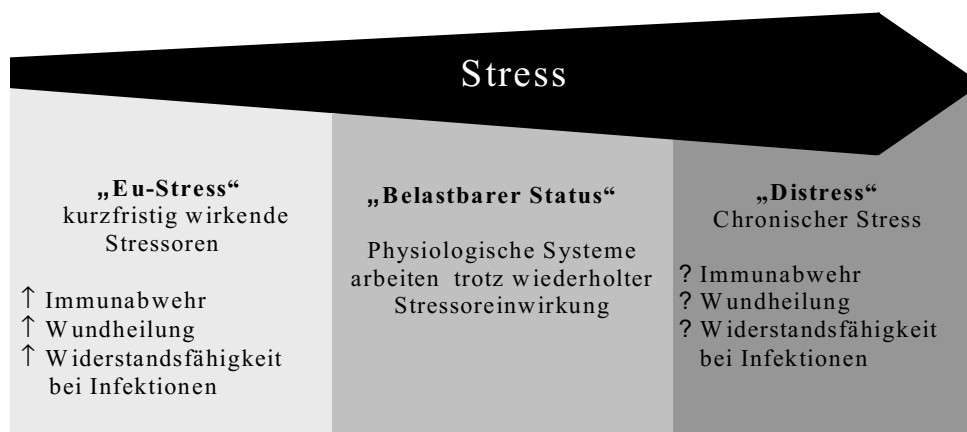 Stress
„Eu-Stress“
kurzfristig wirkende
Stressoren
↑ Immunabwehr
↑ Wundheilung
↑ Widerstandsfähigkeit
bei Infektionen
„Belastbarer Status“
Physiologische Systeme
arbeiten trotz wiederholter
Stressoreinwirkung
„Distress“
Chronischer Stress
? Immunabwehr
? Wundheilung
? Widerstandsfähigkeit
bei Infektionen